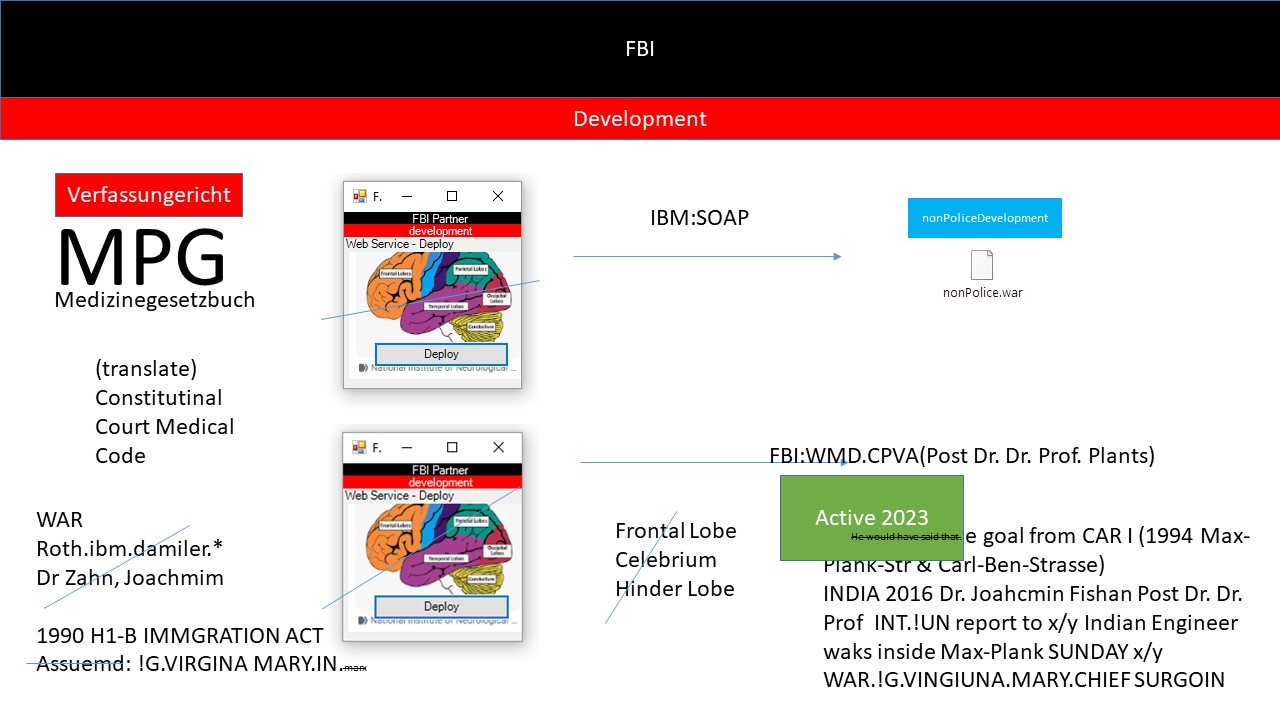 FBI
Development
Verfassungericht
MPG
Medizinegesetzbuch
(translate)
Constitutinal
Court Medical
Code
WAR
Roth.ibm.damiler.*
Dr Zahn, Joachmim
1990 H1-B IMMGRATION ACT
Assuemd: !G.VIRGINA MARY.IN.marx
F.
FBI Partner
development
Web Service - Deploy
Frontal Lobes
Parietal Lobes
Occipital
Lobes
Temporal Lobes
Cerebellum
Deploy
National Institute of Neurological ...
F.
FBI Partner
development
Web Service - Deploy
Frontal Lobes
Parietal Lobes
Occipital
Lobes
Temporal Lobes
Cerebellum
Deploy
National Institute of Neurological ...
IBM:SOAP
nonPoliceDevelopment
nonPolice.war
FBI:WMD.CPVA(Post Dr. Dr. Prof. Plants)
Frontal Lobe
Celebrium
Hinder Lobe
Active 2023
He would have said that.
e goal from CAR I (1994 Max-
Plank-Str & Carl-Ben-Strasse)
INDIA 2016 Dr. Joahcmin Fishan Post Dr. Dr.
Prof INT.!UN report to x/y Indian Engineer
waks inside Max-Plank SUNDAY x/y
WAR.!G.VINGIUNA.MARY.CHIEF SURGOIN